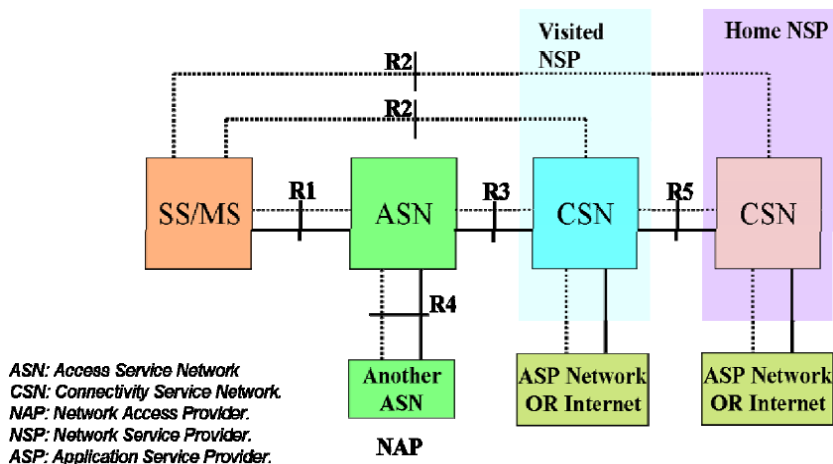 Visited
NSP
Home NSP
R2
R2
SS/MS
R1
ASN
R3
CSN
R5
CSN
R4
Another
ASN
ASP Network
OR Internet
ASP Network
OR Internet
NAP
ASN: Access Service Network
CSN: Connectivity Service Network.
NAP: Network Access Provider.
NSP: Network Service Provider.
ASP: Application Service Provider.